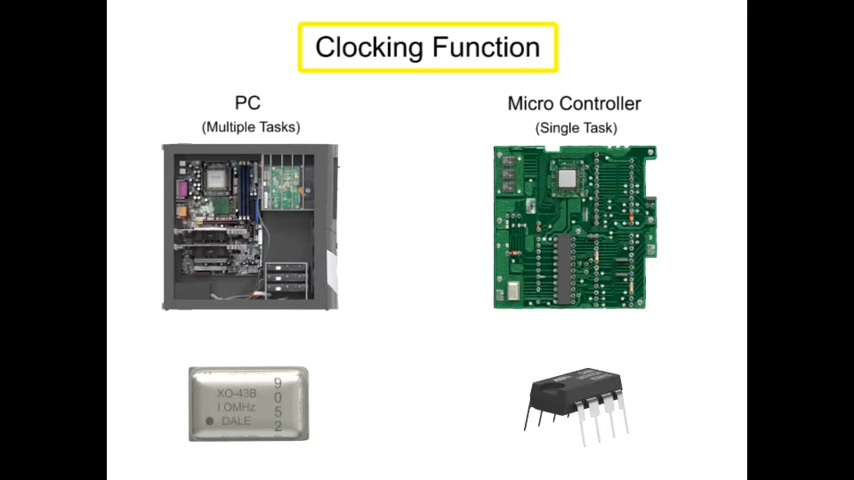 Clocking Function
PC
(Multiple Tasks)
Micro Controller
(Single Task)
XO-43B
1.0MHz
DALE
9
0
5
2